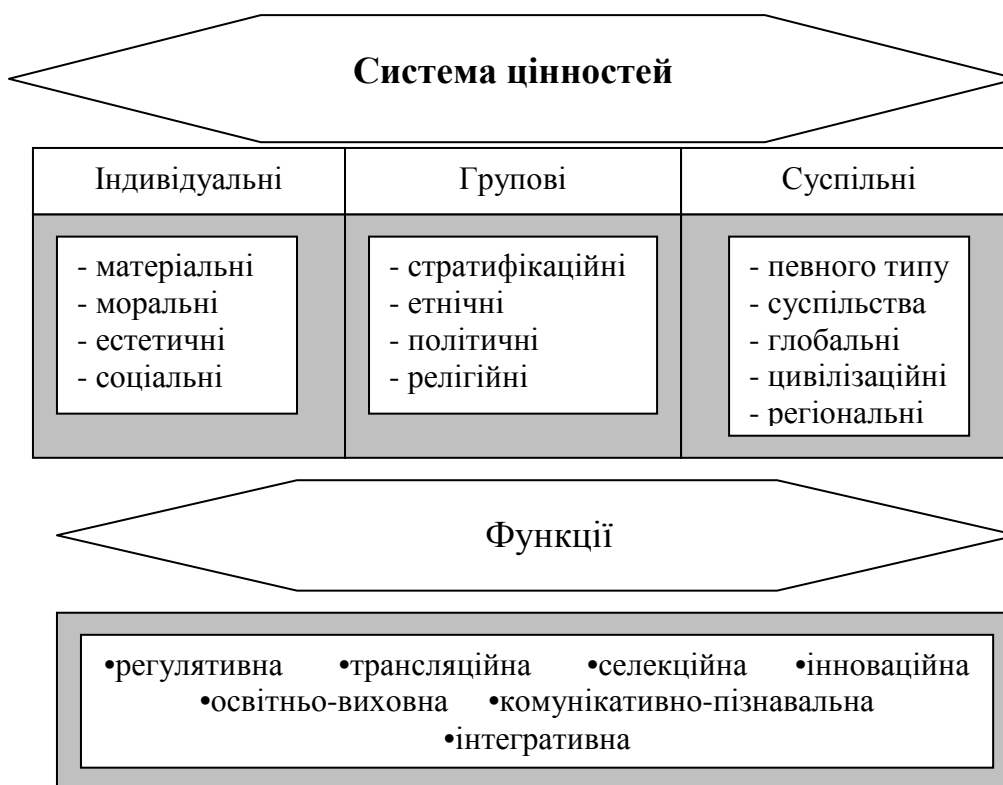 Система цінностей
Індивідуальні
Групові
Суспільні
- матеріальні
- моральні
- естетичні
- соціальні
- стратифікаційні
- етнічні
- політичні
- релігійні
- певного типу
- суспільства
- глобальні
- цивілізаційні
- регіональні
Функції
•регулятивна •трансляційна •селекційна •інноваційна
•освітньо-виховна •комунікативно-пізнавальна
•інтегративна